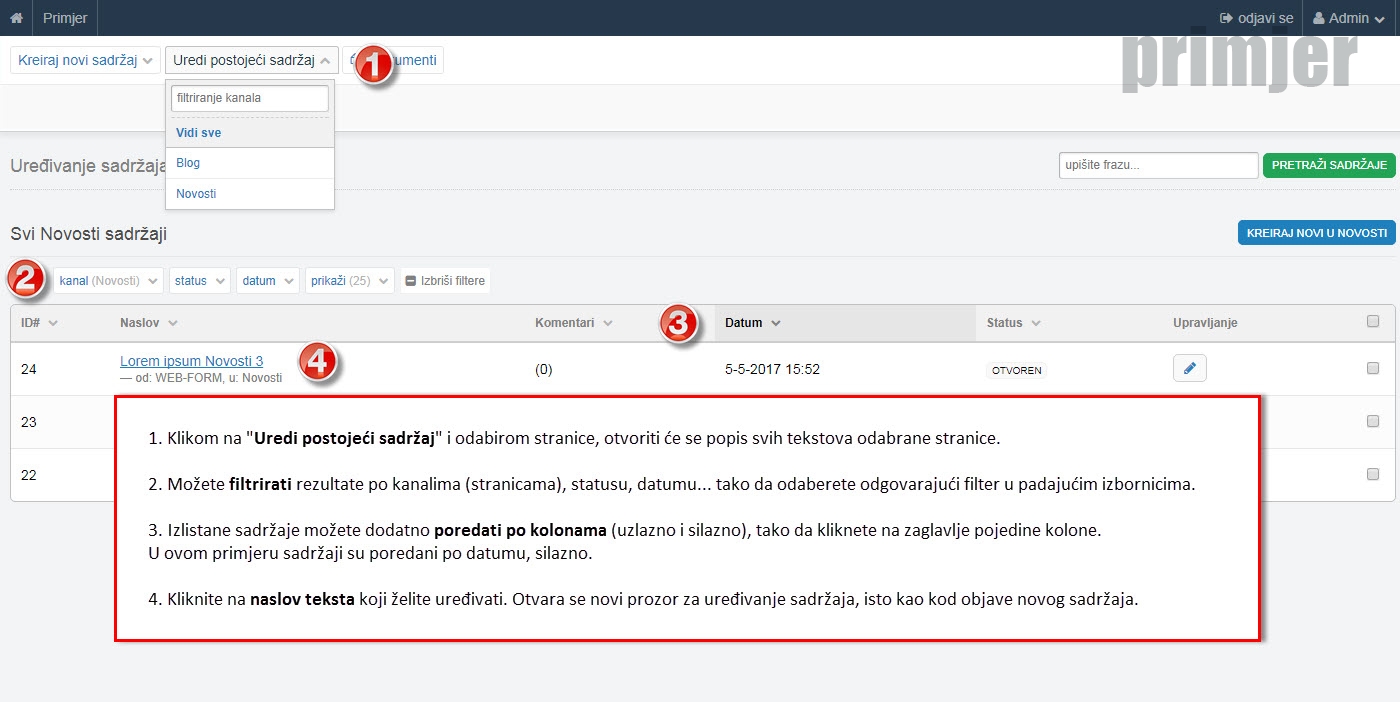 Primjer
odjavi se
Admin
primjer
Kreiraj novi sadržaj
Uredi postojeći sadržaj
1
umenti
filtriranje kanala
Vidi sve
Blog
Novosti
Uređivanje sadržaja
upišite frazu...
PRETRAŽI SADRŽAJE
Svi Novosti sadržaji
KREIRAJ NOVI U NOVOSTI
2
kanal (Novosti)
status
datum
prikaži (25)
Izbriši filtere
ID#
Naslov
Komentari
3
Datum
Status
Upravljanje
24
Lorem ipsum Novosti 3
— od: WEB-FORM, u: Novosti
4
(0)
5-5-2017 15:52
OTVOREN
23
22
1. Klikom na "Uredi postojeći sadržaj" i odabirom stranice, otvoriti će se popis svih tekstova odabrane stranice.
2. Možete filtrirati rezultate po kanalima (stranicama), statusu, datumu... tako da odaberete odgovarajući filter u padajućim izbornicima.
3. Izlistane sadržaje možete dodatno poredati po kolonama (uzlazno i silazno), tako da kliknete na zaglavlje pojedine kolone.
U ovom primjeru sadržaji su poredani po datumu, silazno.
4. Kliknite na naslov teksta koji želite uređivati. Otvara se novi prozor za uređivanje sadržaja, isto kao kod objave novog sadržaja.